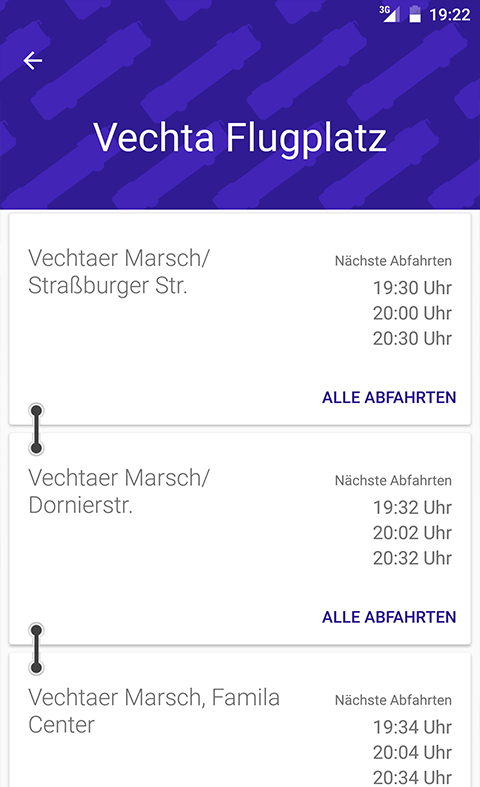 3G 19:22
Vechta Flugplatz
Vechtaer Marsch/
Straßburger Str.
Nächste Abfahrten
19:30 Uhr
20:00 Uhr
20:30 Uhr
ALLE ABFAHRTEN
Vechtaer Marsch/
Dornierstr.
Nächste Abfahrten
19:32 Uhr
20:02 Uhr
20:32 Uhr
ALLE ABFAHRTEN
Vechtaer Marsch, Famila
Center
Nächste Abfahrten
19:34 Uhr
20:04 Uhr
20:34 Uhr